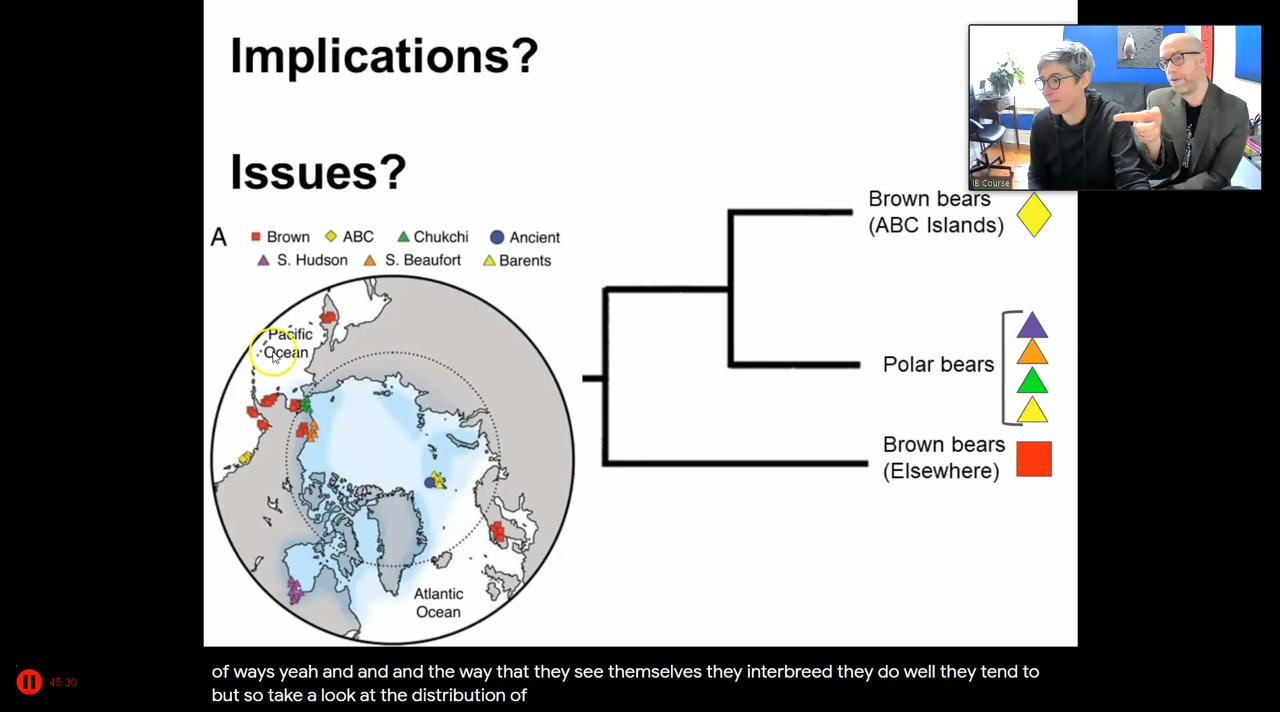 Implications?
Issues?
IB Course
A
Brown
ABC
Chukchi
Ancient
S. Hudson
S. Beaufort
Barents
Pacific
Ocean
Atlantic
Ocean
Brown bears
(ABC Islands)
Polar bears
Brown bears
(Elsewhere)
45:30
of ways yeah and and and the way that they see themselves they interbreed they do well they tend to
but so take a look at the distribution of